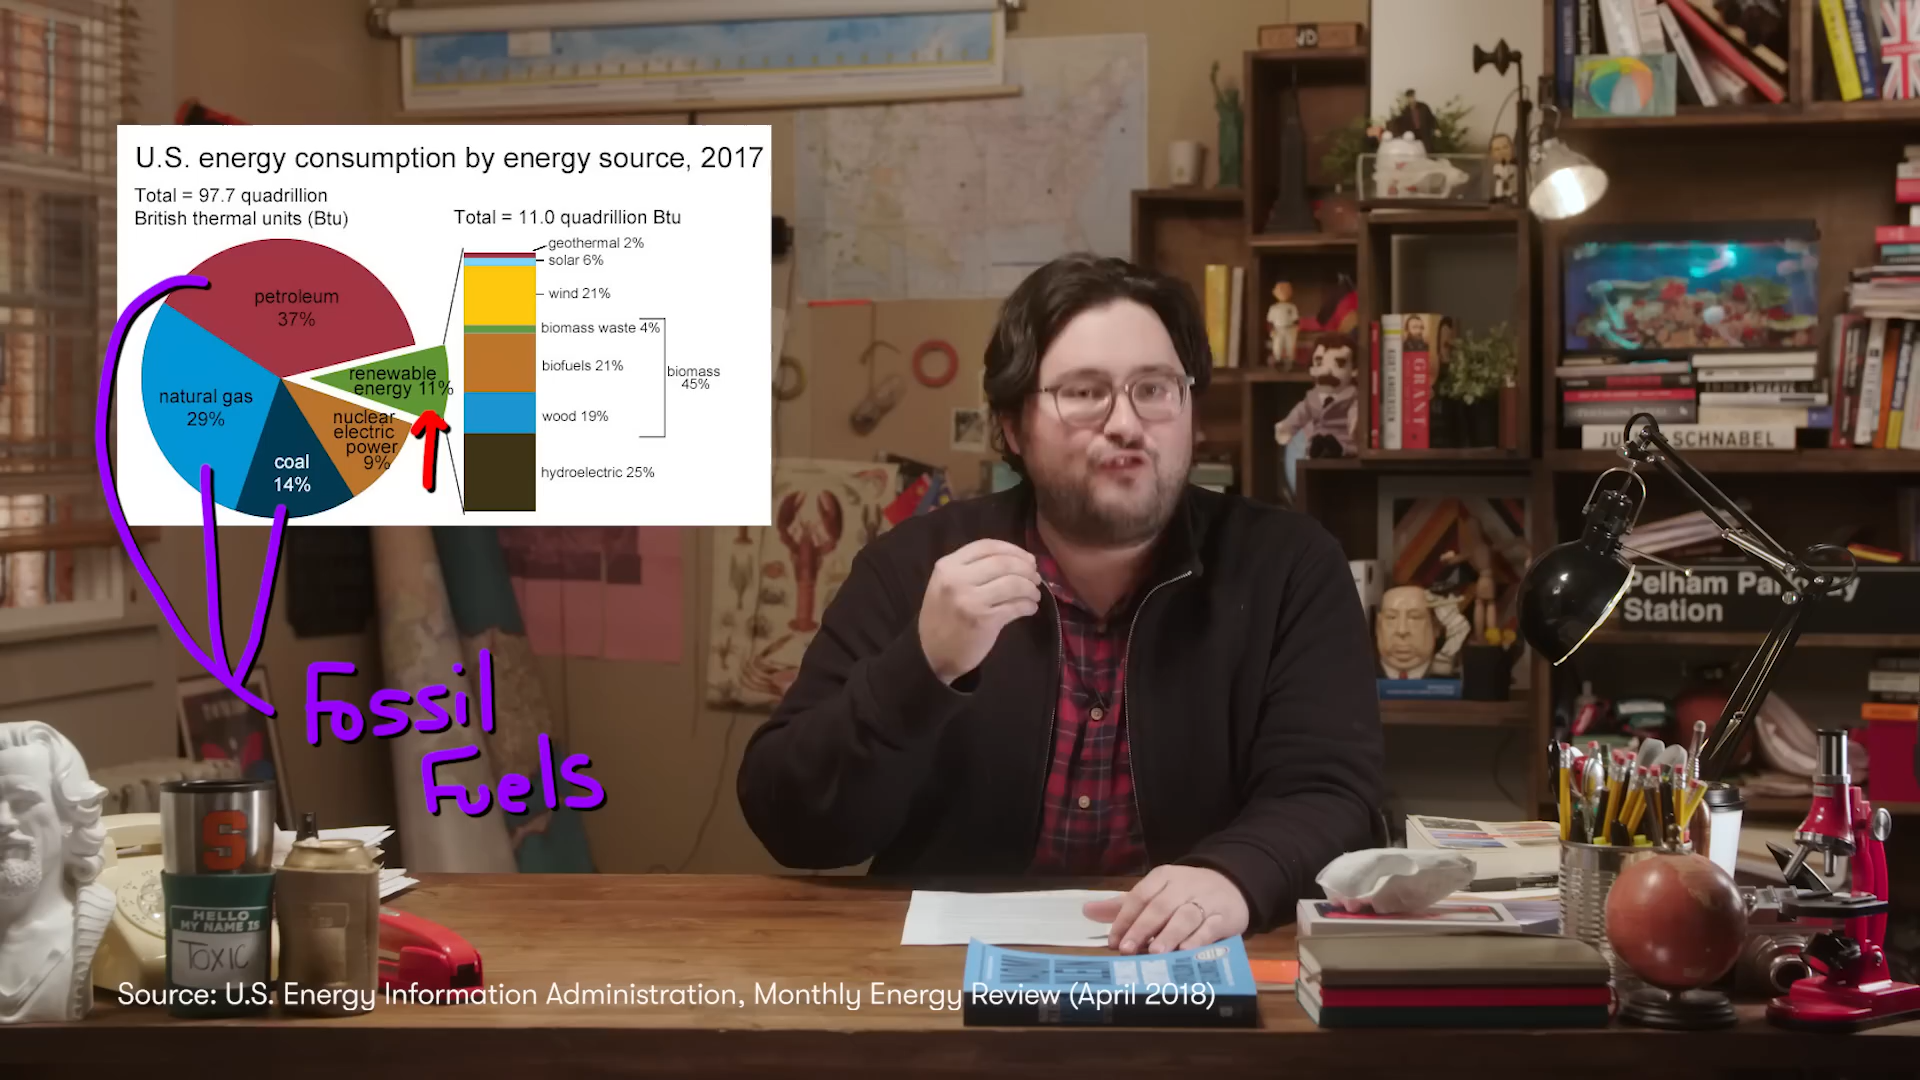 U.S. energy consumption by energy source, 2017
Total = 97.7 quadrillion
British thermal units (Btu)
Total = 11.0 quadrillion Btu
geothermal 2%
solar 6%
wind 21%
biomass waste 4%
biofuels 21%
biomass
45%
wood 19%
hydroelectric 25%
petroleum
37%
renewable
energy 11%
natural gas
29%
nuclear
electric
power
9%
coal
14%
Fossil
Fuels
GRANT
SCHNABEL
Pelham Parkway
Station
S
HELLO
MY NAME IS
TOXIC
Source: U.S. Energy Information Administration, Monthly Energy Review (April 2018)